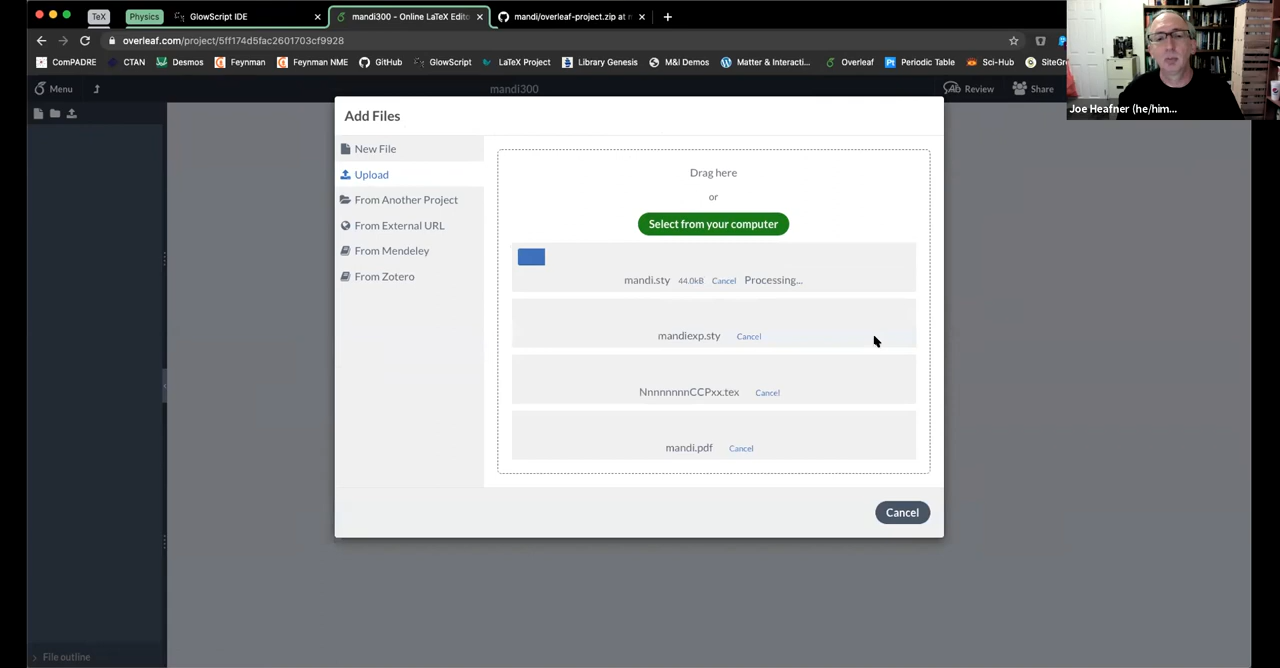 TeX Physics GlowScript IDE mandi300 - Online LaTeX Edito mandi/overleaf-project.zip at m
overleaf.com/project/5ff174d5fac2601703cf9928
ComPADRE CTAN Desmos Feynman Feynman NME GitHub GlowScript LaTeX Project Library Genesis M&I Demos Matter & Interacti... Overleaf Periodic Table Sci-Hub SiteGr
Joe Heafner (he/him...
Menu mandi300 Review Share
Add Files
New File
Upload
From Another Project
From External URL
From Mendeley
From Zotero
Drag here
or
Select from your computer
mandi.sty 44.0kB Cancel Processing...
mandiexp.sty Cancel
NnnnnnnCCPxx.tex Cancel
mandi.pdf Cancel
Cancel
File outline